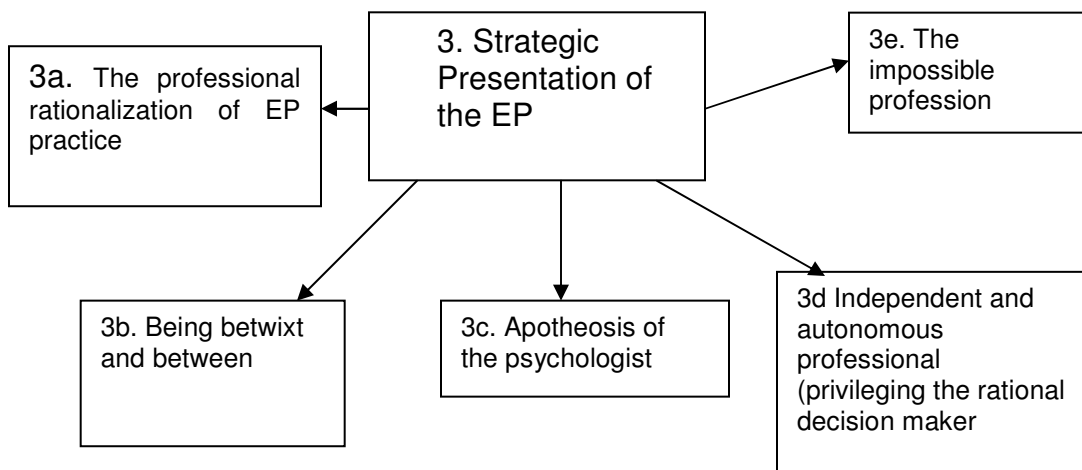 3. Strategic
Presentation of
the EP
3a. The professional
rationalization of EP
practice
3b. Being betwixt
and between
3c. Apotheosis of
the psychologist
3d Independent and
autonomous
professional
(privileging the rational
decision maker
3e. The
impossible
profession